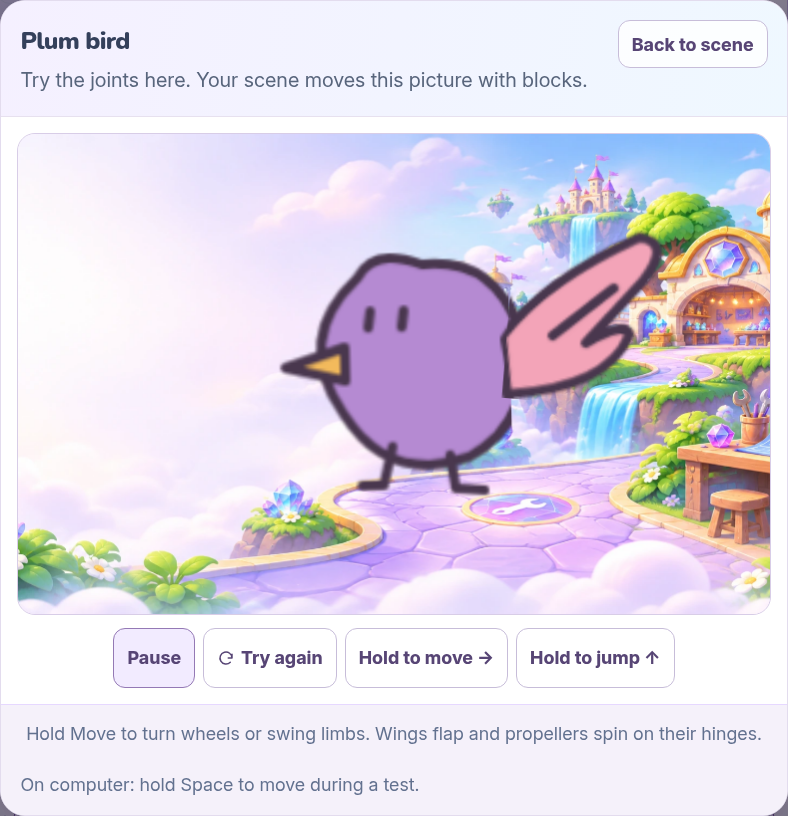 Plum bird
Back to scene
Try the joints here. Your scene moves this picture with blocks.
Pause
Try again
Hold to move →
Hold to jump ↑
Hold Move to turn wheels or swing limbs. Wings flap and propellers spin on their hinges.
On computer: hold Space to move during a test.